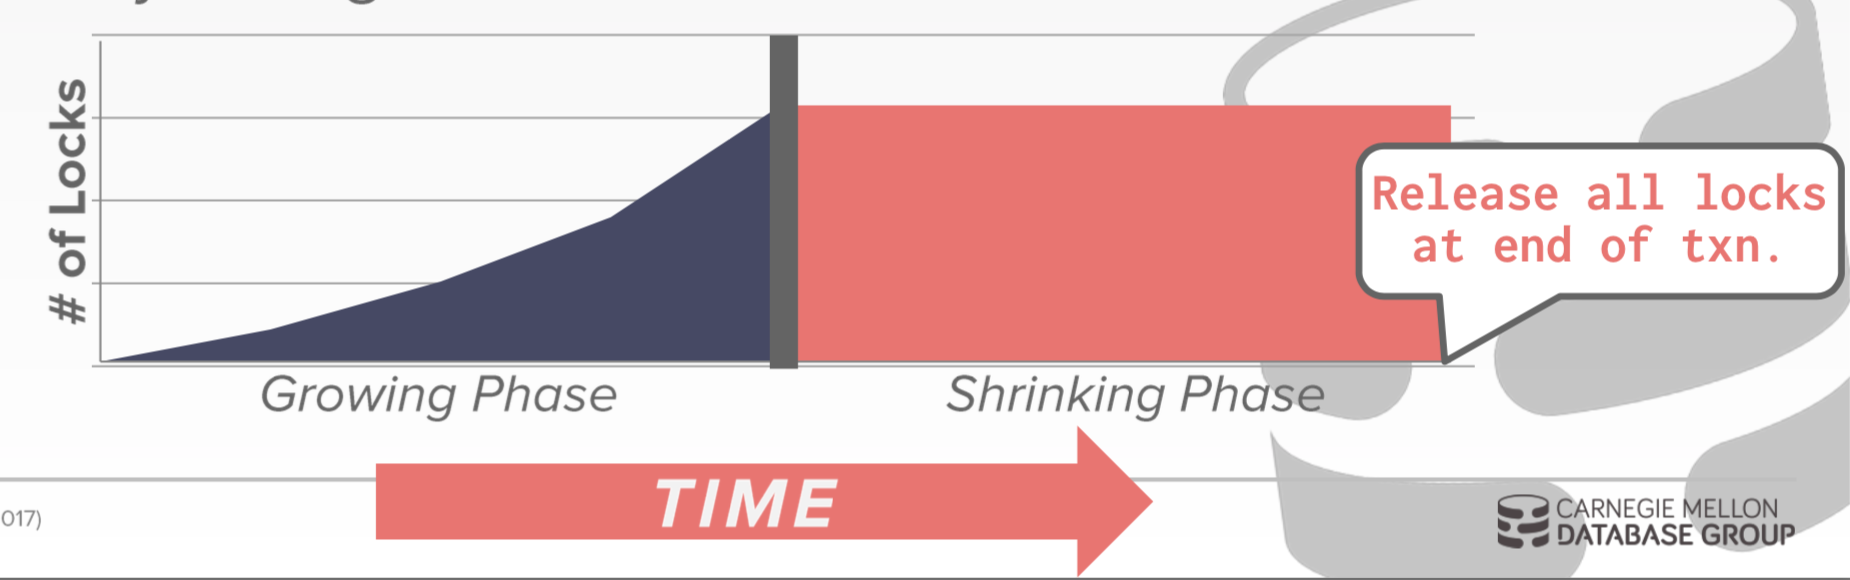 # of Locks
Release all locks
at end of txn.
Growing Phase
Shrinking Phase
TIME
017)
CARNEGIE MELLON
DATABASE GROUP